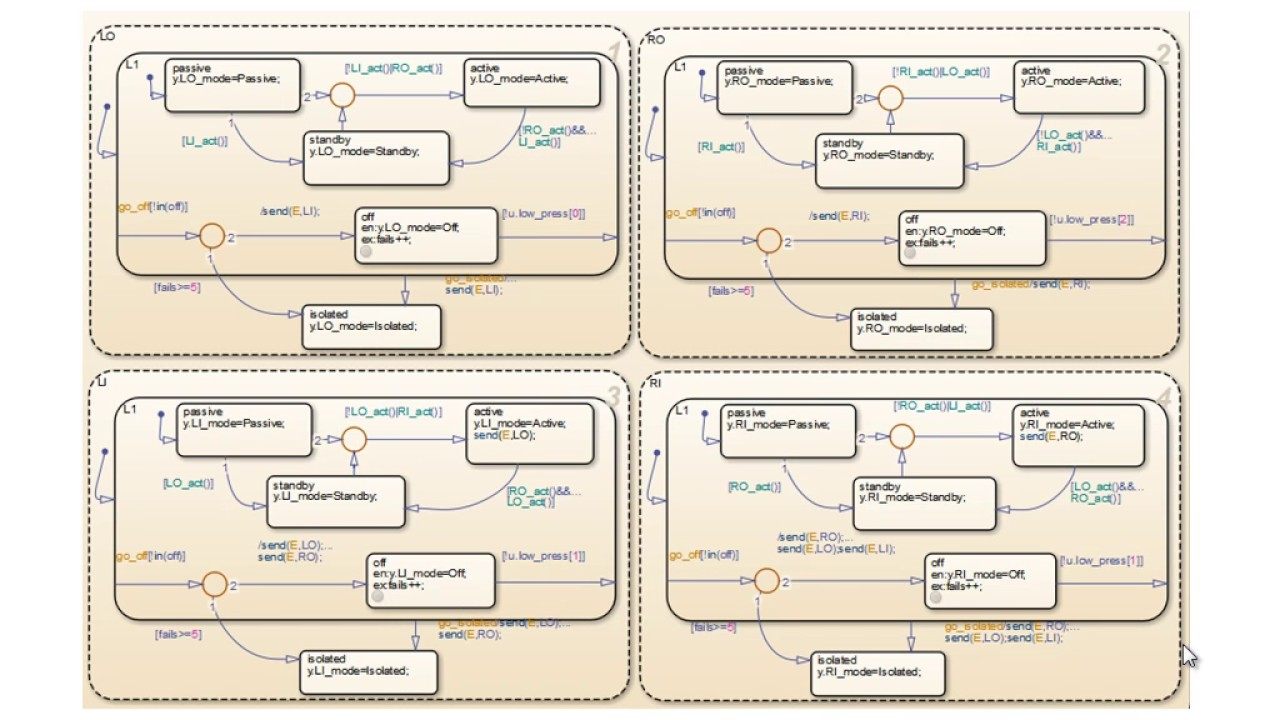 LO
1
L1
passive
y.LO_mode=Passive;
[!LI_act()|RO_act()]
active
y.LO_mode=Active;
2
1
[LI_act()]
standby
y.LO_mode=Standby;
[!RO_act()&&...
LI_act()]
go_off[!in(off)]
/send(E,LI);
off
en:y.LO_mode=Off;
ex:fails++;
[!u.low_press[0]]
2
1
[fails>=5]
go_isolated/...
send(E,LI);
isolated
y.LO_mode=Isolated;
RO
2
L1
passive
y.RO_mode=Passive;
[!RI_act()|LO_act()]
active
y.RO_mode=Active;
2
1
[RI_act()]
standby
y.RO_mode=Standby;
[!LO_act()&&...
RI_act()]
go_off[!in(off)]
/send(E,RI);
off
en:y.RO_mode=Off;
ex:fails++;
[!u.low_press[2]]
2
1
[fails>=5]
go_isolated/send(E,RI);
isolated
y.RO_mode=Isolated;
LI
3
L1
passive
y.LI_mode=Passive;
[!LO_act()|RI_act()]
active
y.LI_mode=Active;
send(E,LO);
2
1
[LO_act()]
standby
y.LI_mode=Standby;
[RO_act()&&...
LO_act()]
go_off[!in(off)]
/send(E,LO);...
send(E,RO);
off
en:y.LI_mode=Off;
ex:fails++;
[!u.low_press[1]]
2
1
[fails>=5]
go_isolated/send(E,LO);...
send(E,RO);
isolated
y.LI_mode=Isolated;
RI
4
L1
passive
y.RI_mode=Passive;
[!RO_act()|LI_act()]
active
y.RI_mode=Active;
send(E,RO);
2
1
[RO_act()]
standby
y.RI_mode=Standby;
[LO_act()&&...
RO_act()]
go_off[!in(off)]
/send(E,RO);...
send(E,LO);send(E,LI);
off
en:y.RI_mode=Off;
ex:fails++;
[!u.low_press[1]]
2
1
[fails>=5]
go_isolated/send(E,RO);...
send(E,LO);send(E,LI);
isolated
y.RI_mode=Isolated;